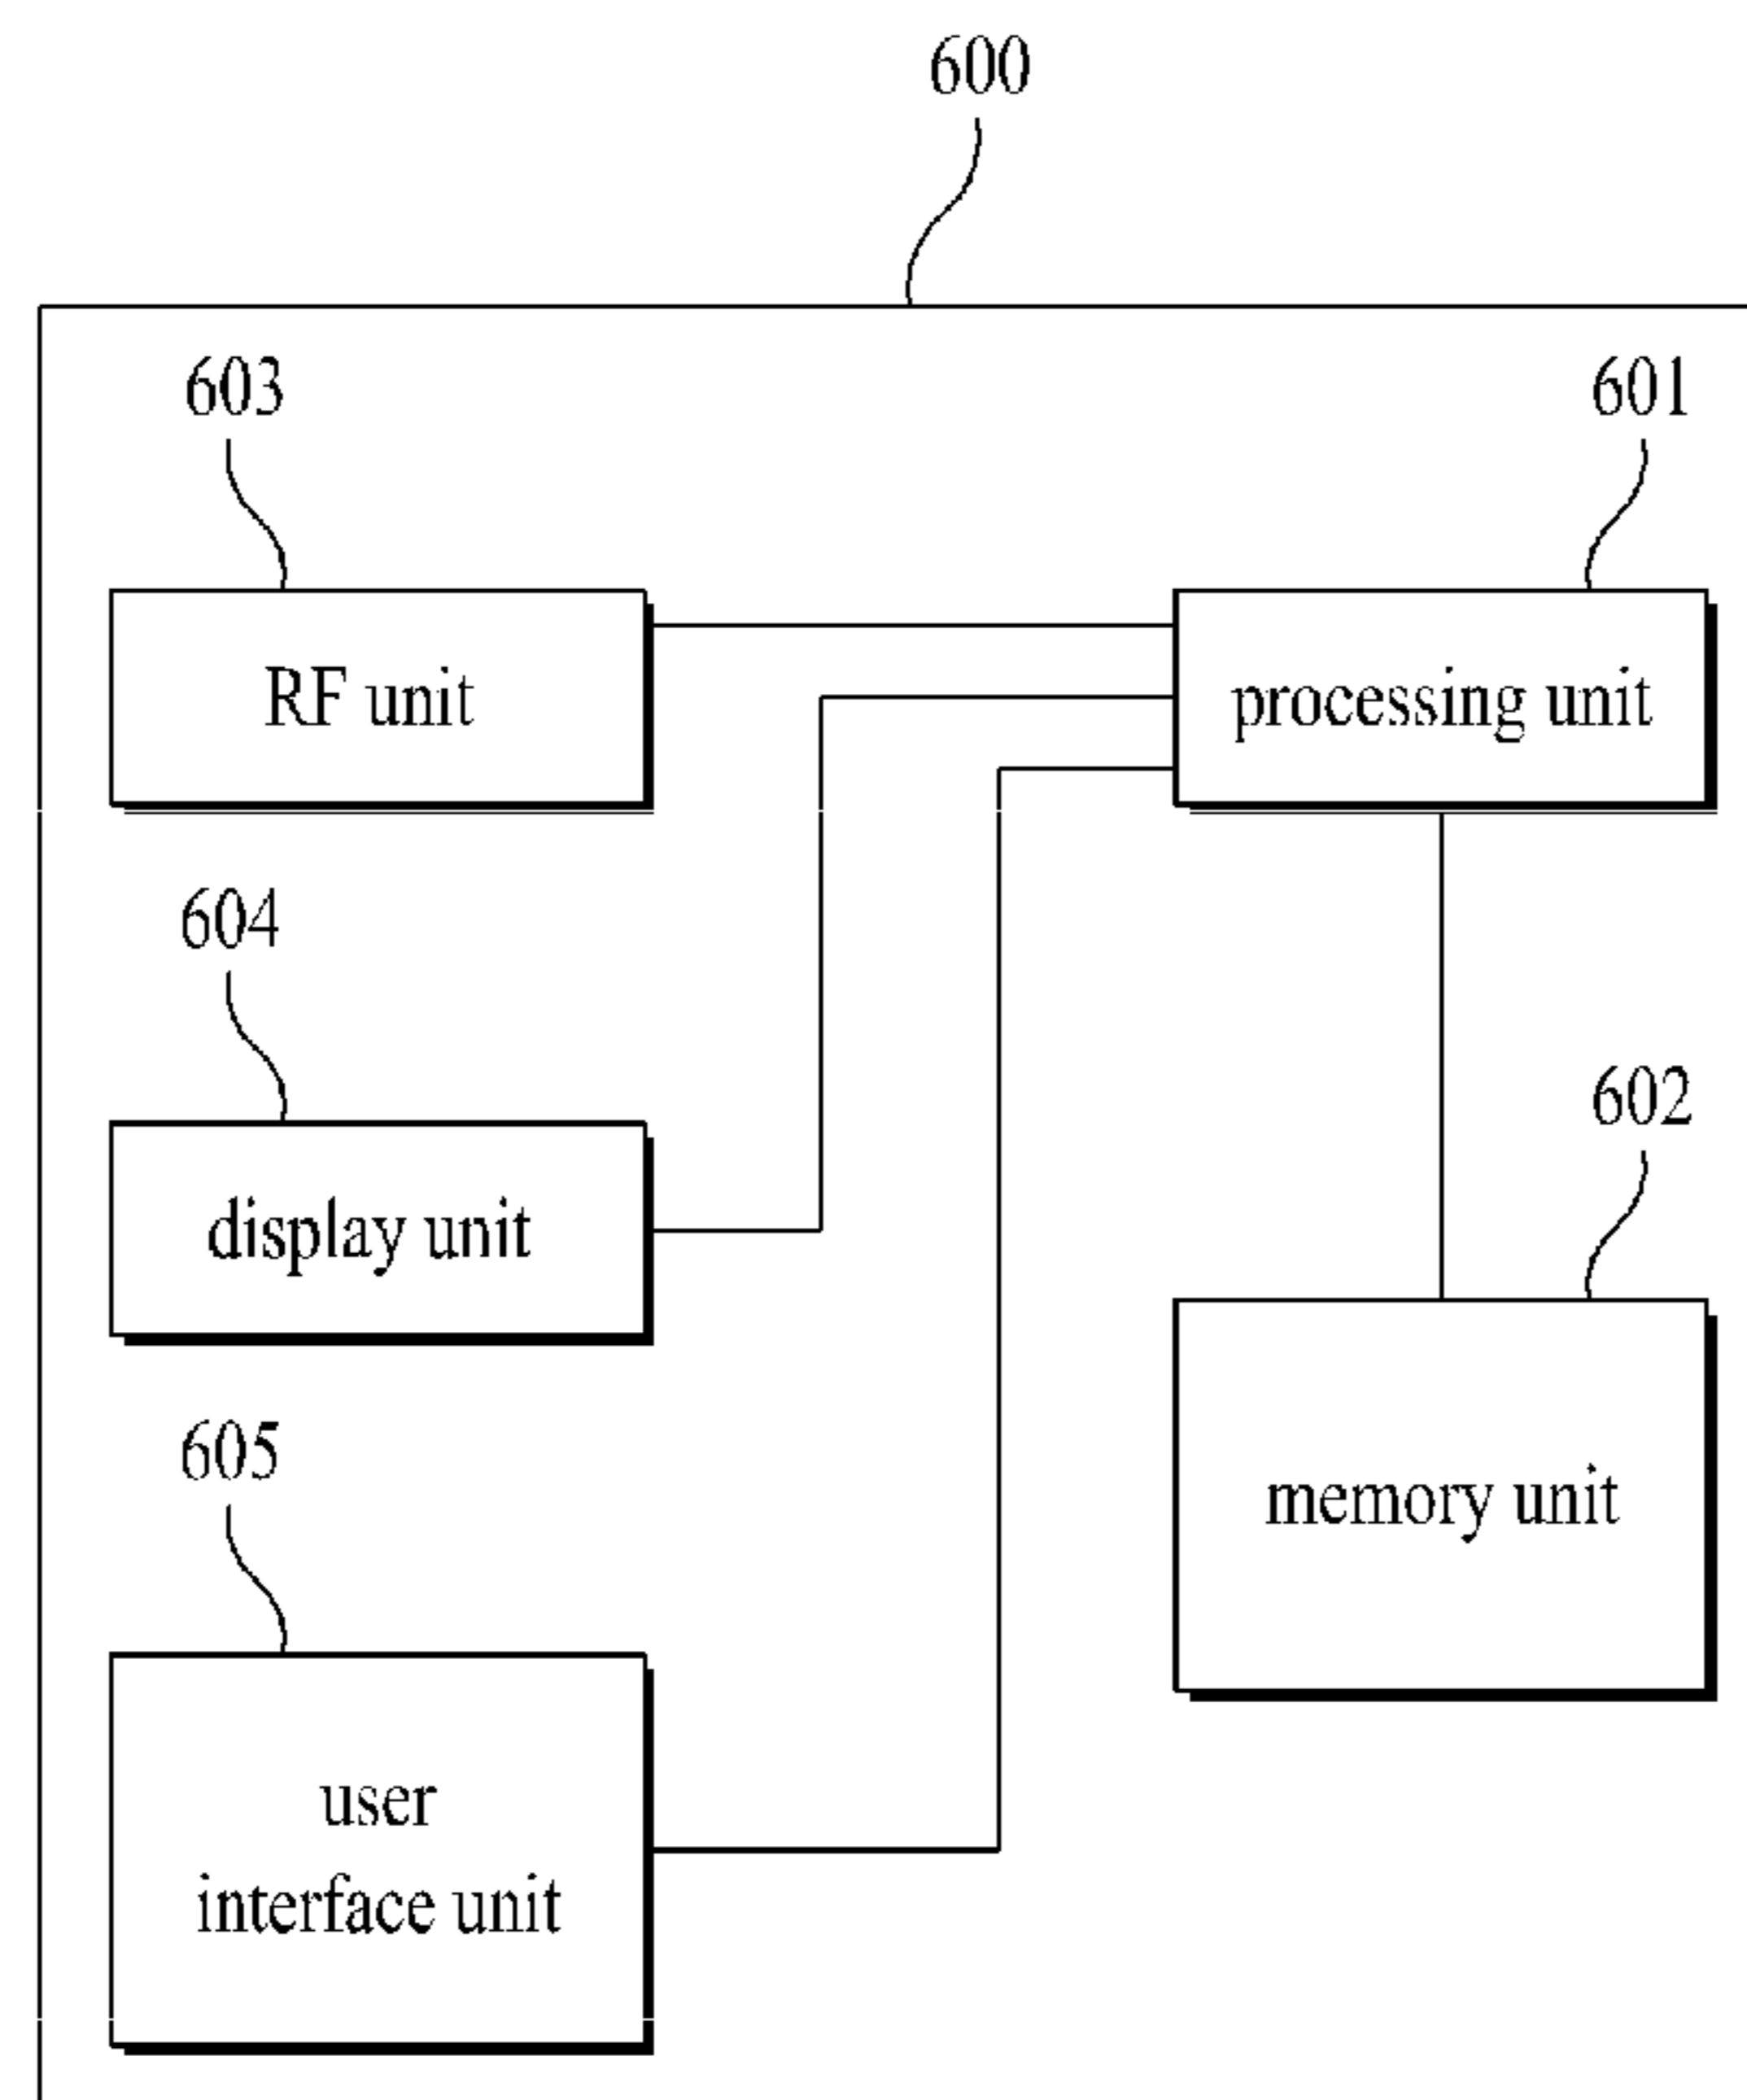 600
603
601
RF unit
processing unit
604
602
display unit
605
memory unit
user
interface unit